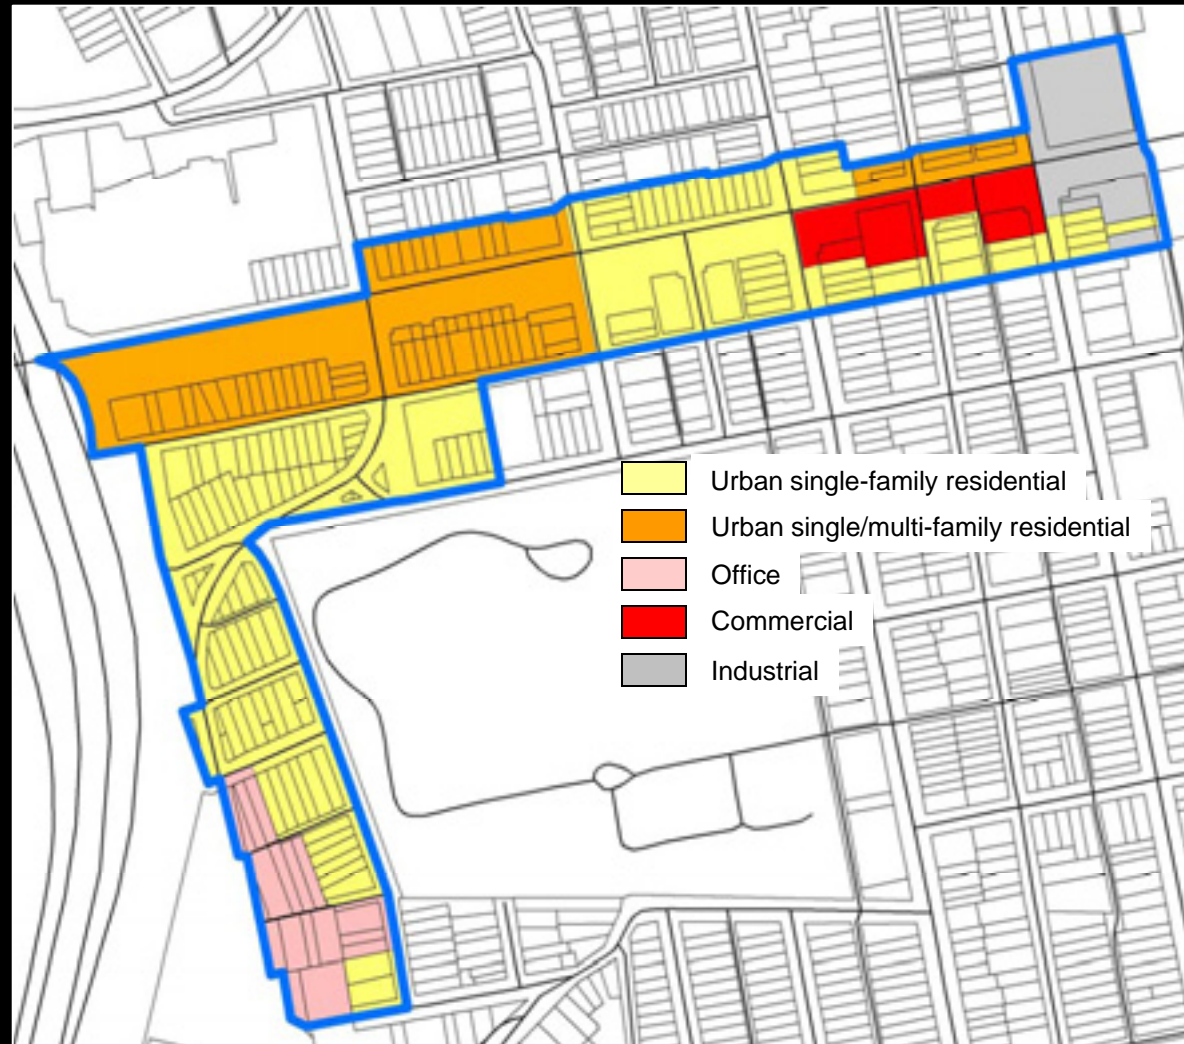 Urban single-family residential
Urban single/multi-family residential
Office
Commercial
Industrial